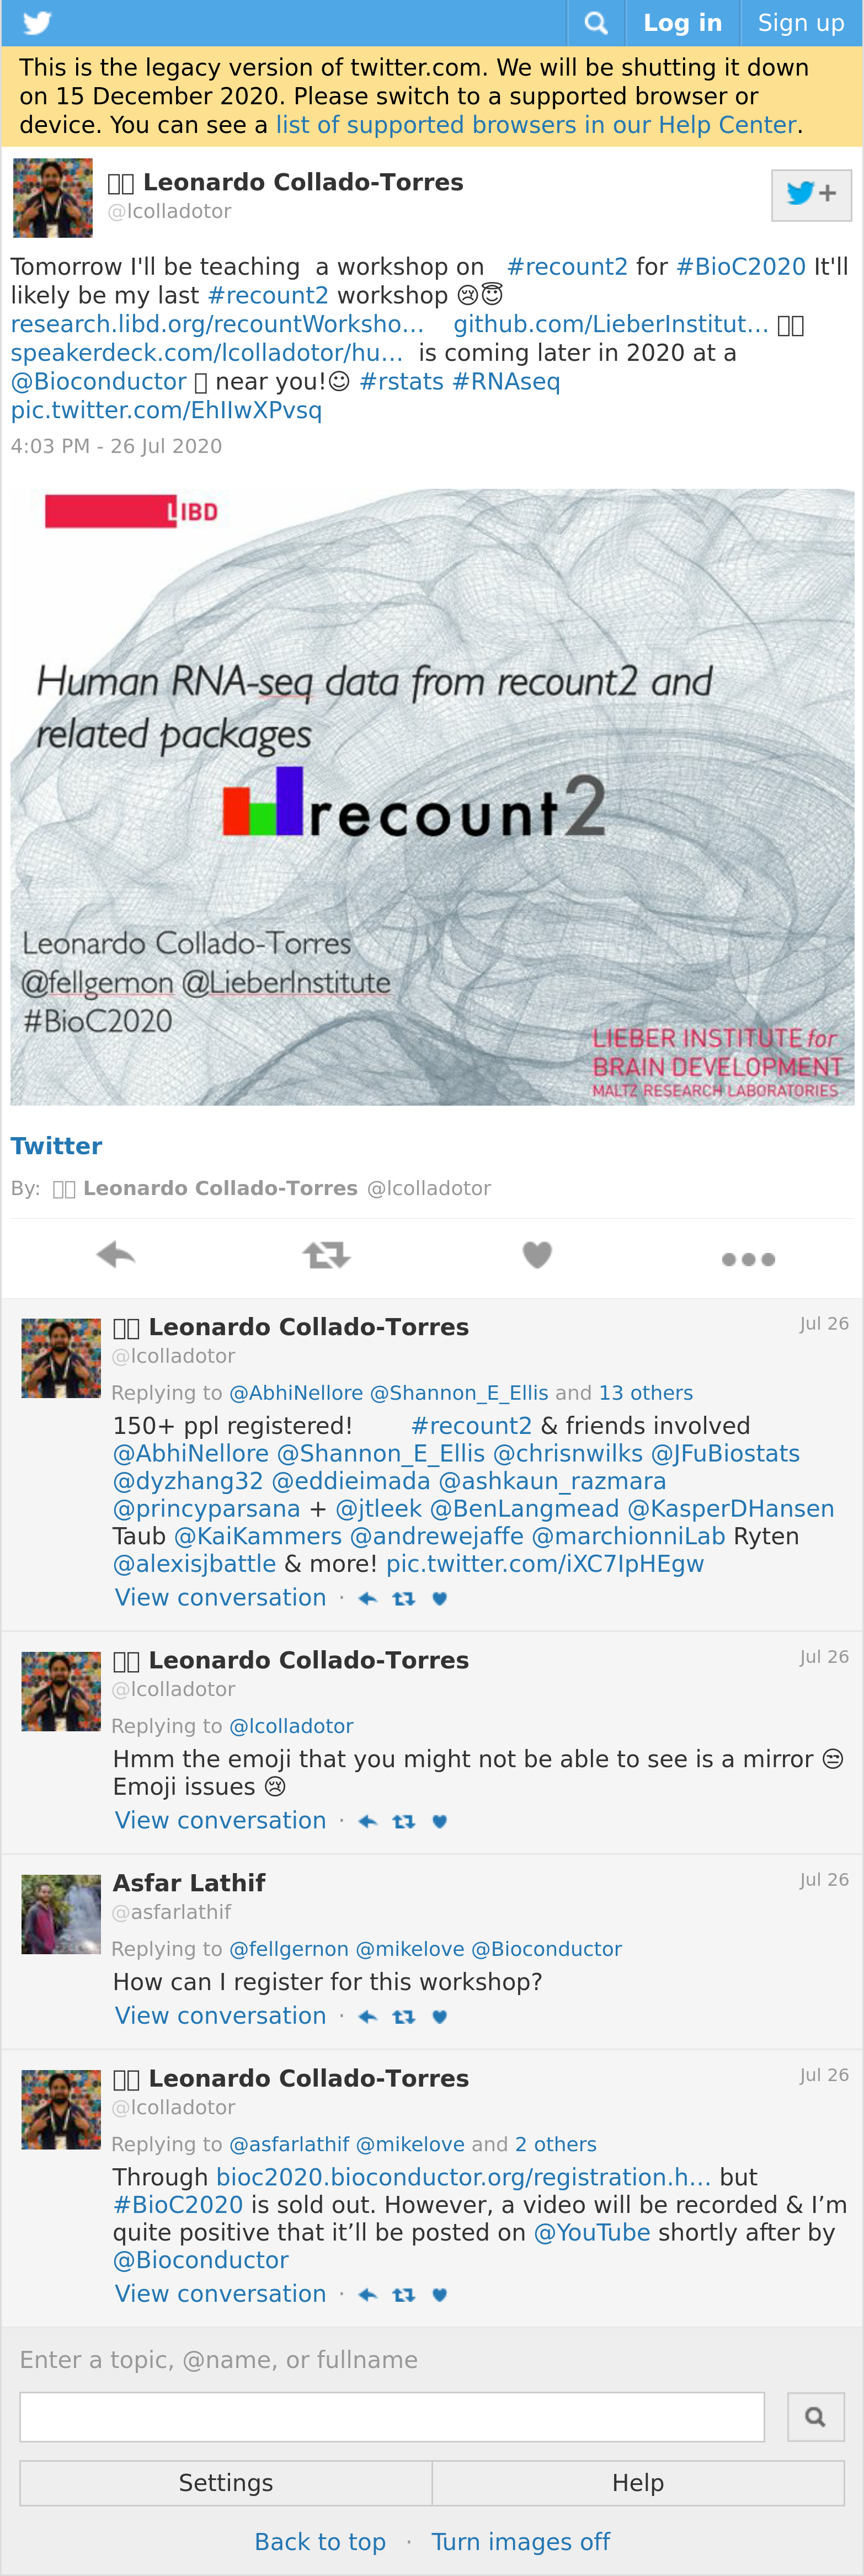 Log in Sign up
This is the legacy version of twitter.com. We will be shutting it down
on 15 December 2020. Please switch to a supported browser or
device. You can see a list of supported browsers in our Help Center.
Leonardo Collado-Torres
@lcolladotor
Tomorrow I'll be teaching a workshop on #recount2 for #BioC2020 It'll
likely be my last #recount2 workshop 😢😇
research.libd.org/recountWorksho… github.com/LieberInstitut…
speakerdeck.com/lcolladotor/hu… is coming later in 2020 at a
@Bioconductor near you!☺ #rstats #RNAseq
pic.twitter.com/EhIIwXPvsq
4:03 PM - 26 Jul 2020
LIBD
Human RNA-seq data from recount2 and
related packages
recount2
Leonardo Collado-Torres
@fellgernon @LieberInstitute
#BioC2020
LIEBER INSTITUTE for
BRAIN DEVELOPMENT
MALTZ RESEARCH LABORATORIES
Twitter
By: Leonardo Collado-Torres @lcolladotor
Leonardo Collado-Torres Jul 26
@lcolladotor
Replying to @AbhiNellore @Shannon_E_Ellis and 13 others
150+ ppl registered! #recount2 & friends involved
@AbhiNellore @Shannon_E_Ellis @chrisnwilks @JFuBiostats
@dyzhang32 @eddieimada @ashkaun_razmara
@princyparsana + @jtleek @BenLangmead @KasperDHansen
Taub @KaiKammers @andrewejaffe @marchionniLab Ryten
@alexisjbattle & more! pic.twitter.com/iXC7IpHEgw
View conversation ·
Leonardo Collado-Torres Jul 26
@lcolladotor
Replying to @lcolladotor
Hmm the emoji that you might not be able to see is a mirror 😒
Emoji issues 😢
View conversation ·
Asfar Lathif Jul 26
@asfarlathif
Replying to @fellgernon @mikelove @Bioconductor
How can I register for this workshop?
View conversation ·
Leonardo Collado-Torres Jul 26
@lcolladotor
Replying to @asfarlathif @mikelove and 2 others
Through bioc2020.bioconductor.org/registration.h… but
#BioC2020 is sold out. However, a video will be recorded & I’m
quite positive that it’ll be posted on @YouTube shortly after by
@Bioconductor
View conversation ·
Enter a topic, @name, or fullname
Settings Help
Back to top · Turn images off